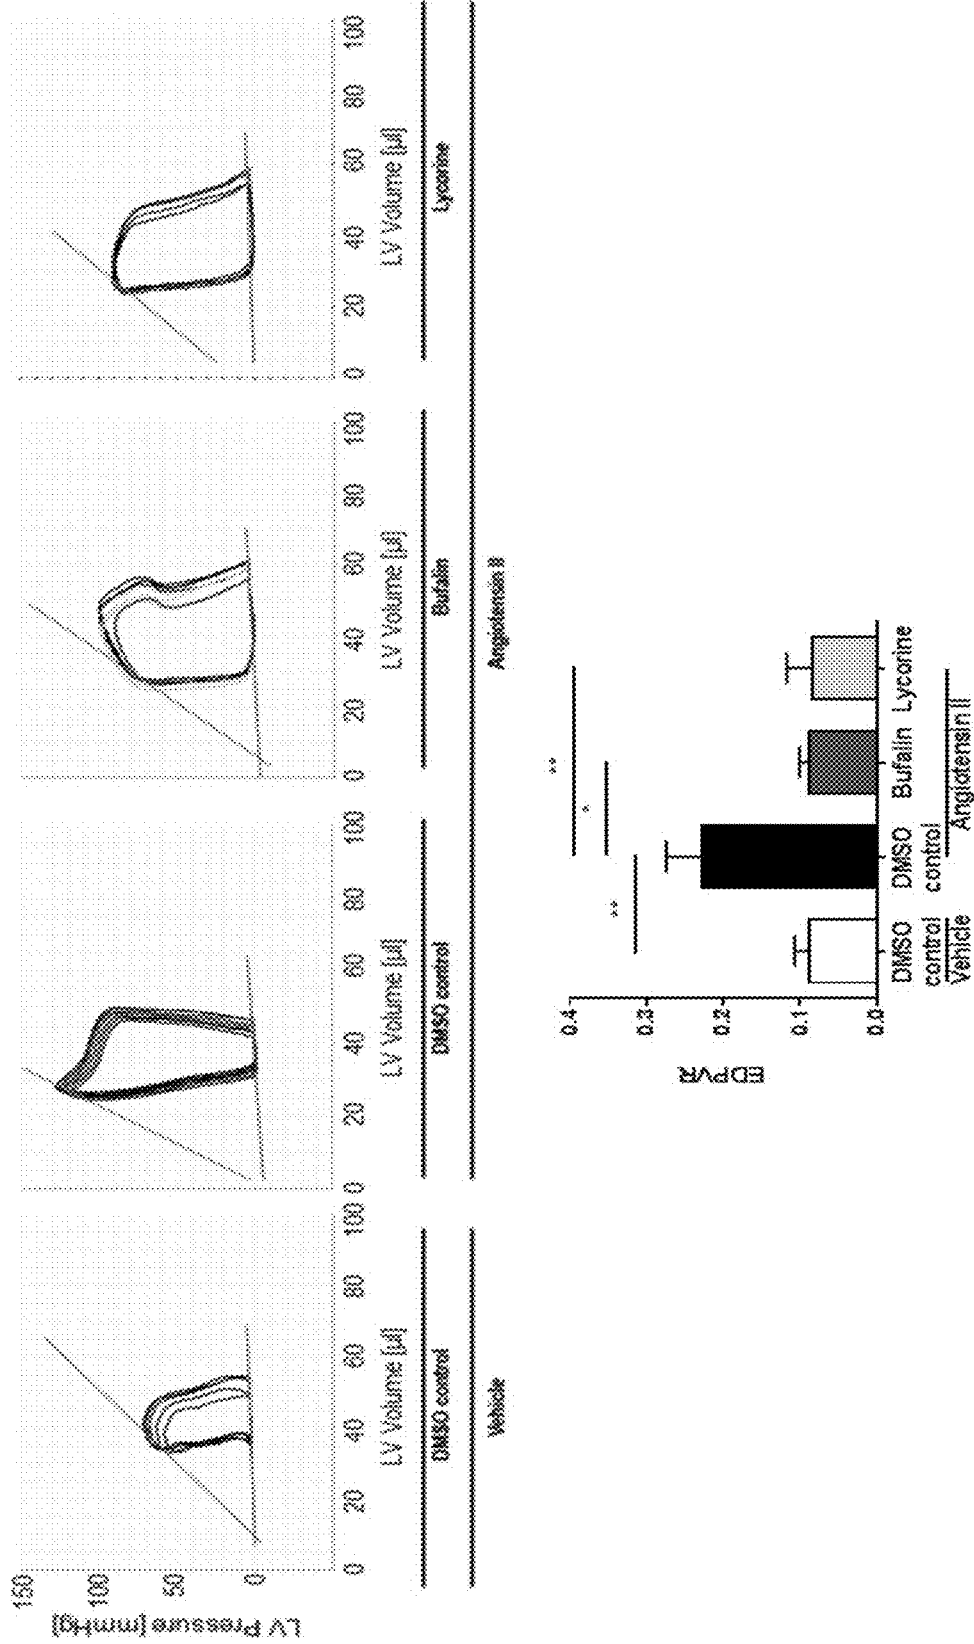 LV Pressure [mmHg]
150
100
50
0
0 20 40 60 80 100
0 20 40 60 80 100
0 20 40 60 80 100
0 20 40 60 80 100
LV Volume [µl]
LV Volume [µl]
LV Volume [µl]
LV Volume [µl]
DMSO control
DMSO control
Bufalin
Lycorine
Vehicle
Angiotensin II
EDPVR
0.4
0.3
0.2
0.1
0.0
**
*
**
DMSO control
DMSO control
Bufalin
Lycorine
Vehicle
Angiotensin II